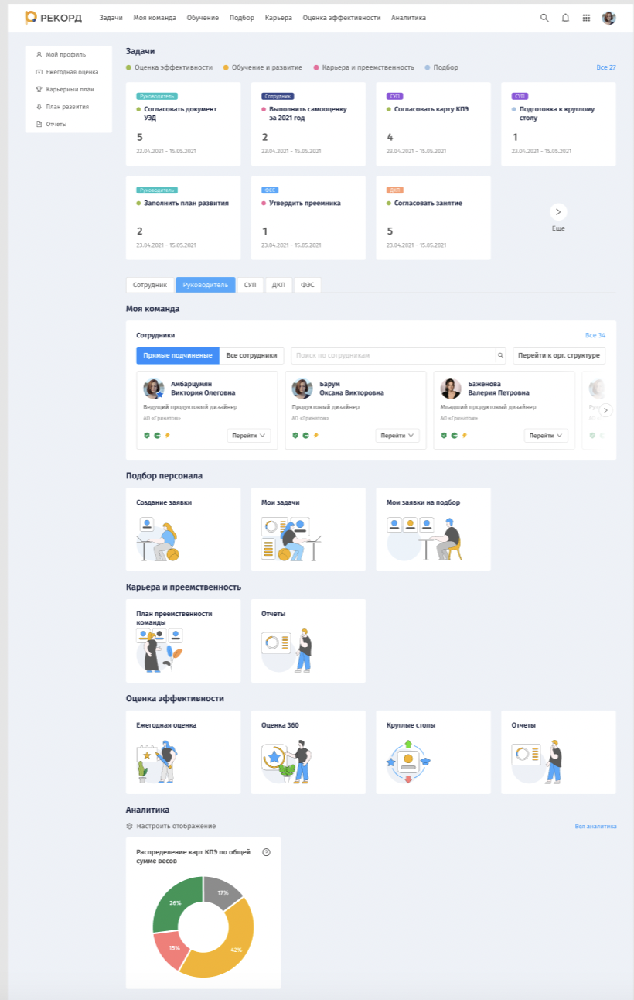 РЕКОРД
Задачи Моя команда Обучение Подбор Карьера Оценка эффективности Аналитика
Мой профиль
Ежегодная оценка
Карьерный план
План развития
Отчеты
Задачи
Оценка эффективности Обучение и развитие Карьера и преемственность Подбор Все 27
Руководитель
Согласовать документ
УЭД
5
23.04.2021 - 15.05.2021
Сотрудник
Выполнить самооценку
за 2021 год
2
23.04.2021 - 15.05.2021
СУП
Согласовать карту КПЭ
4
23.04.2021 - 15.05.2021
СУП
Подготовка к круглому
столу
1
23.04.2021 - 15.05.2021
Руководитель
Заполнить план развития
2
23.04.2021 - 15.05.2021
ФЕС
Утвердить преемника
1
23.04.2021 - 15.05.2021
ДКП
Согласовать занятие
5
23.04.2021 - 15.05.2021
Еще
Сотрудник Руководитель СУП ДКП ФЭС
Моя команда
Сотрудники Все 34
Прямые подчиненые Все сотрудники Поиск по сотрудникам Перейти к орг. структуре
Амбарцумян
Виктория Олеговна
Ведущий продуктовый дизайнер
АО «Гринатом»
Перейти
Барум
Оксана Викторовна
Продуктовый дизайнер
АО «Гринатом»
Перейти
Баженова
Валерия Петровна
Младший продуктовый дизайнер
АО «Гринатом»
Перейти
Подбор персонала
Создание заявки
Мои задачи
Мои заявки на подбор
Карьера и преемственность
План преемственности
команды
Отчеты
Оценка эффективности
Ежегодная оценка
Оценка 360
Круглые столы
Отчеты
Аналитика
Настроить отображение Вся аналитика
Распределение карт КПЭ по общей
сумме весов
17%
26%
15%
42%